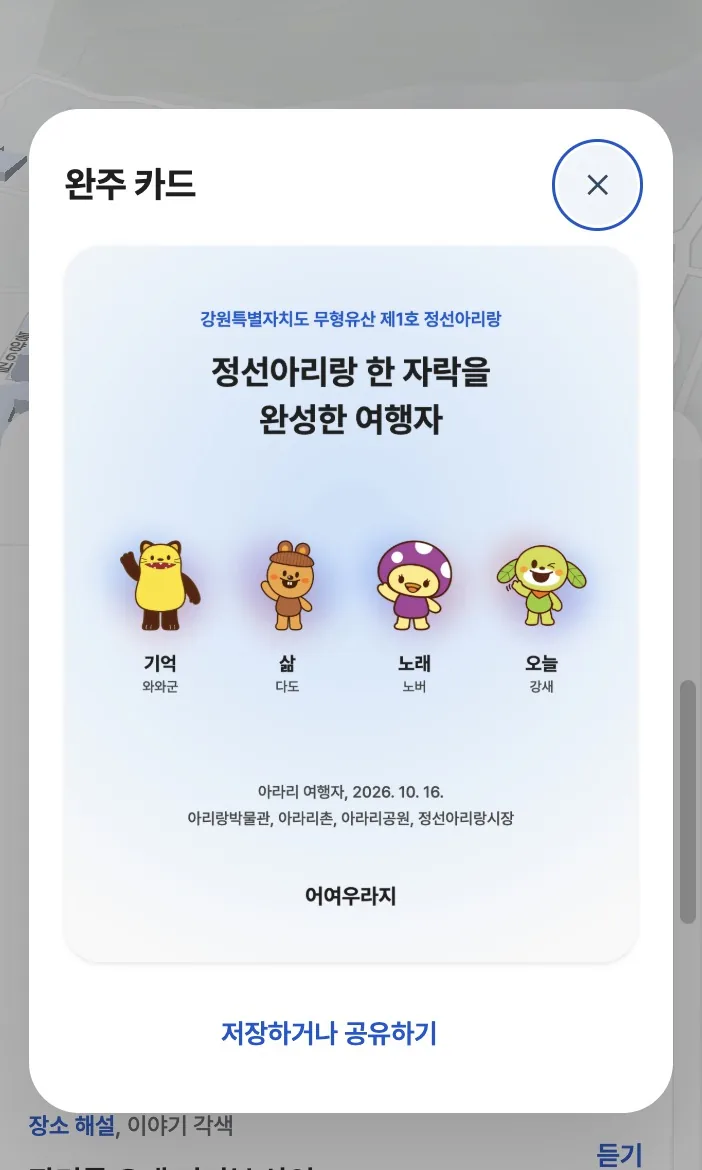 완주 카드
강원특별자치도 무형유산 제1호 정선아리랑
정선아리랑 한 자락을
완성한 여행자
기억
와와군
삶
다도
노래
노버
오늘
강새
아라리 여행자, 2026. 10. 16.
아리랑박물관, 아라리촌, 아라리공원, 정선아리랑시장
어여우라지
저장하거나 공유하기
장소 해설, 이야기 각색
듣기